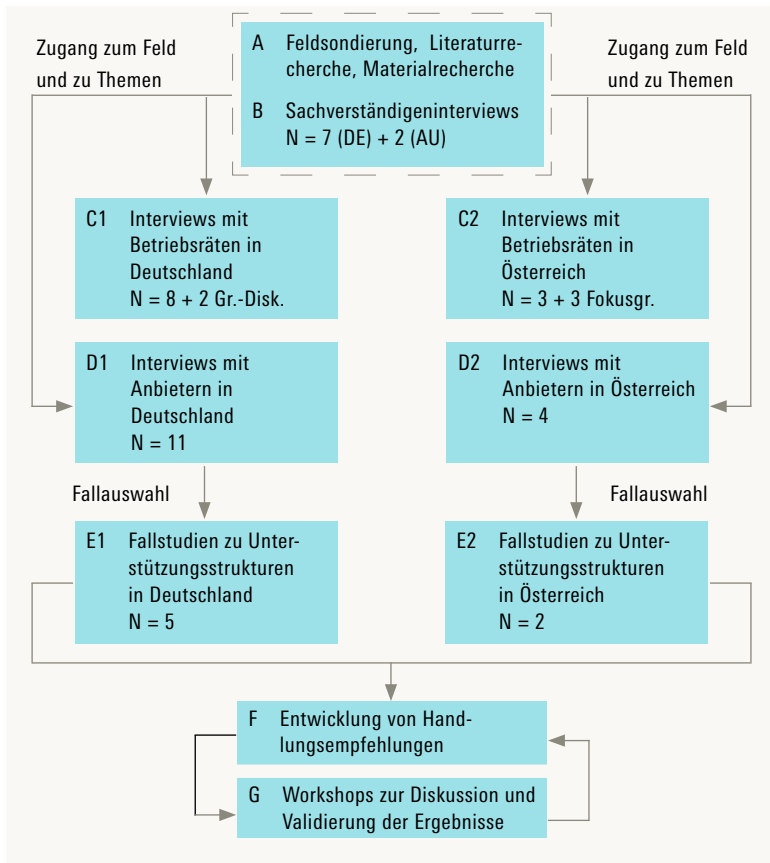 Zugang zum Feld
und zu Themen
A Feldsondierung, Literaturre-
cherche, Materialrecherche
B Sachverständigeninterviews
N = 7 (DE) + 2 (AU)
Zugang zum Feld
und zu Themen
C1 Interviews mit
Betriebsräten in
Deutschland
N = 8 + 2 Gr.-Disk.
C2 Interviews mit
Betriebsräten in
Österreich
N = 3 + 3 Fokusgr.
D1 Interviews mit
Anbietern in
Deutschland
N = 11
D2 Interviews mit
Anbietern in Österreich
N = 4
Fallauswahl
Fallauswahl
E1 Fallstudien zu Unter-
stützungsstrukturen
in Deutschland
N = 5
E2 Fallstudien zu Unter-
stützungsstrukturen
in Österreich
N = 2
F Entwicklung von Hand-
lungsempfehlungen
G Workshops zur Diskussion und
Validierung der Ergebnisse